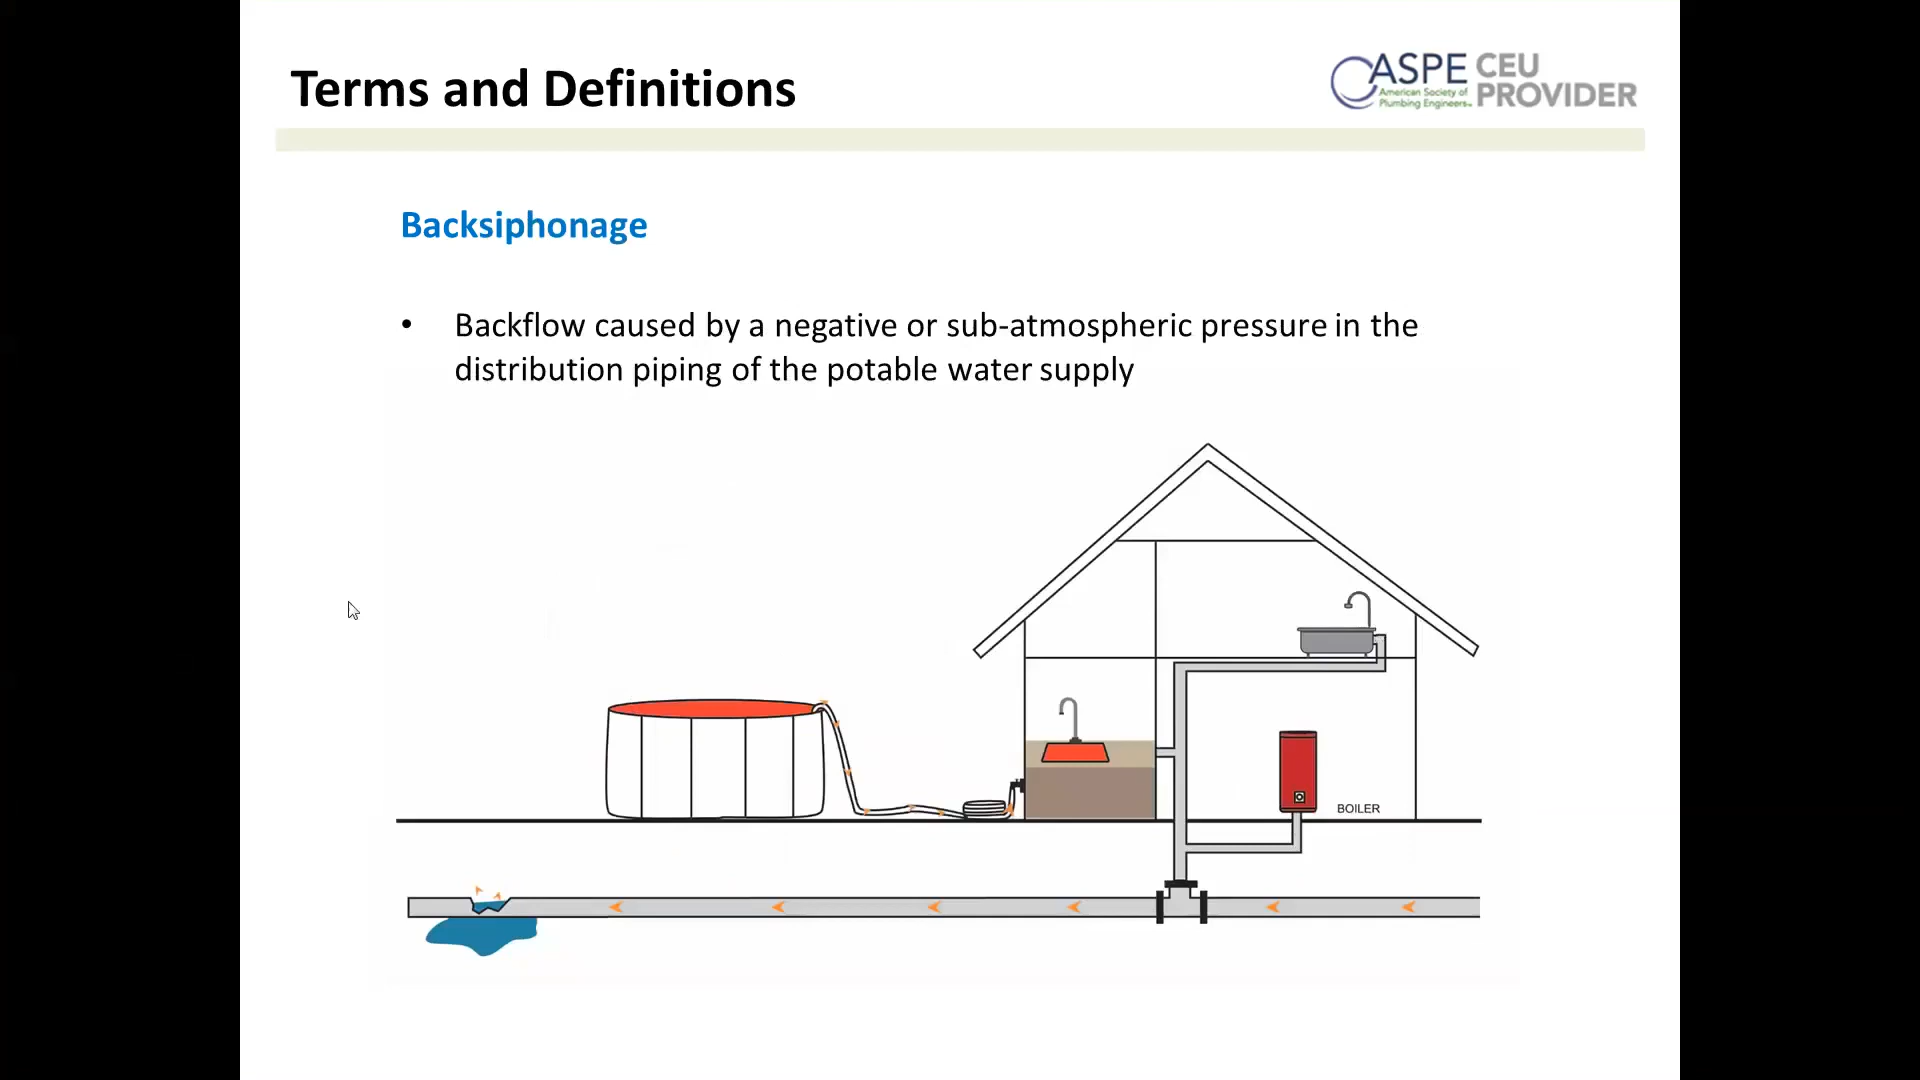 Terms and Definitions
ASPE CEU
American Society of
Plumbing Engineers PROVIDER
Backsiphonage
• Backflow caused by a negative or sub-atmospheric pressure in the
distribution piping of the potable water supply
BOILER